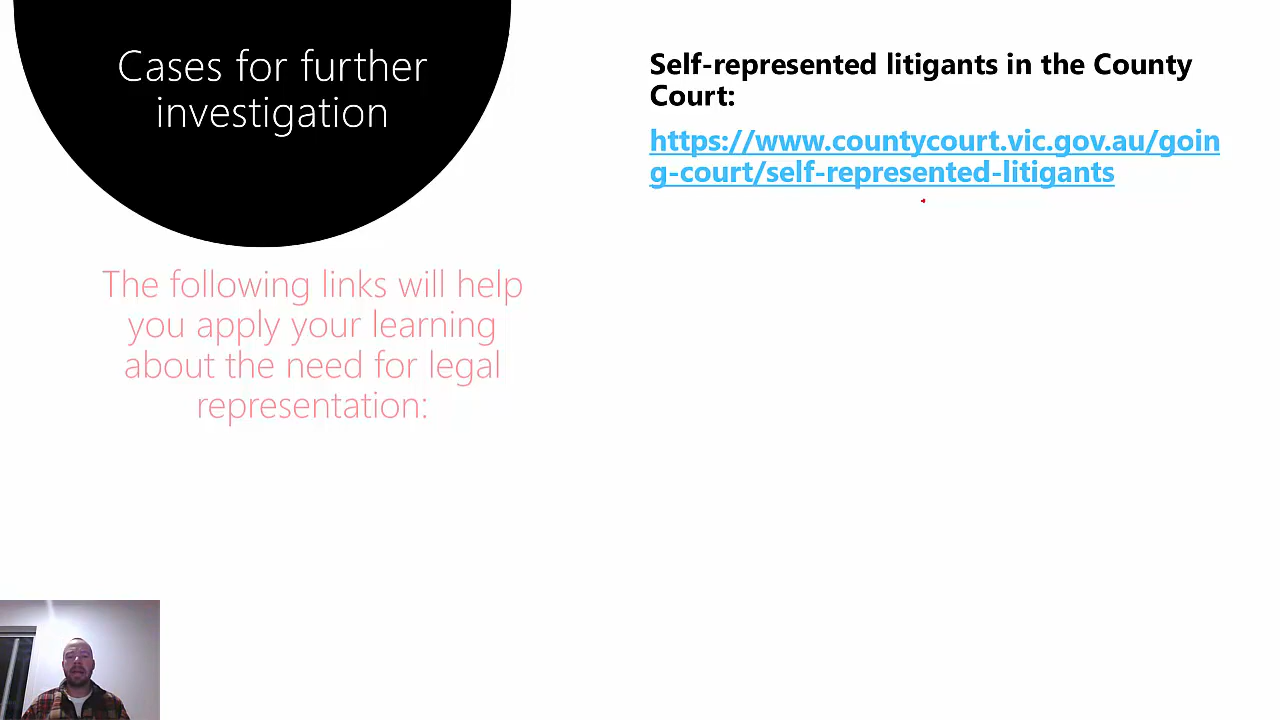 Cases for further
investigation
The following links will help
you apply your learning
about the need for legal
representation:
Self-represented litigants in the County
Court:
https://www.countycourt.vic.gov.au/goin
g-court/self-represented-litigants